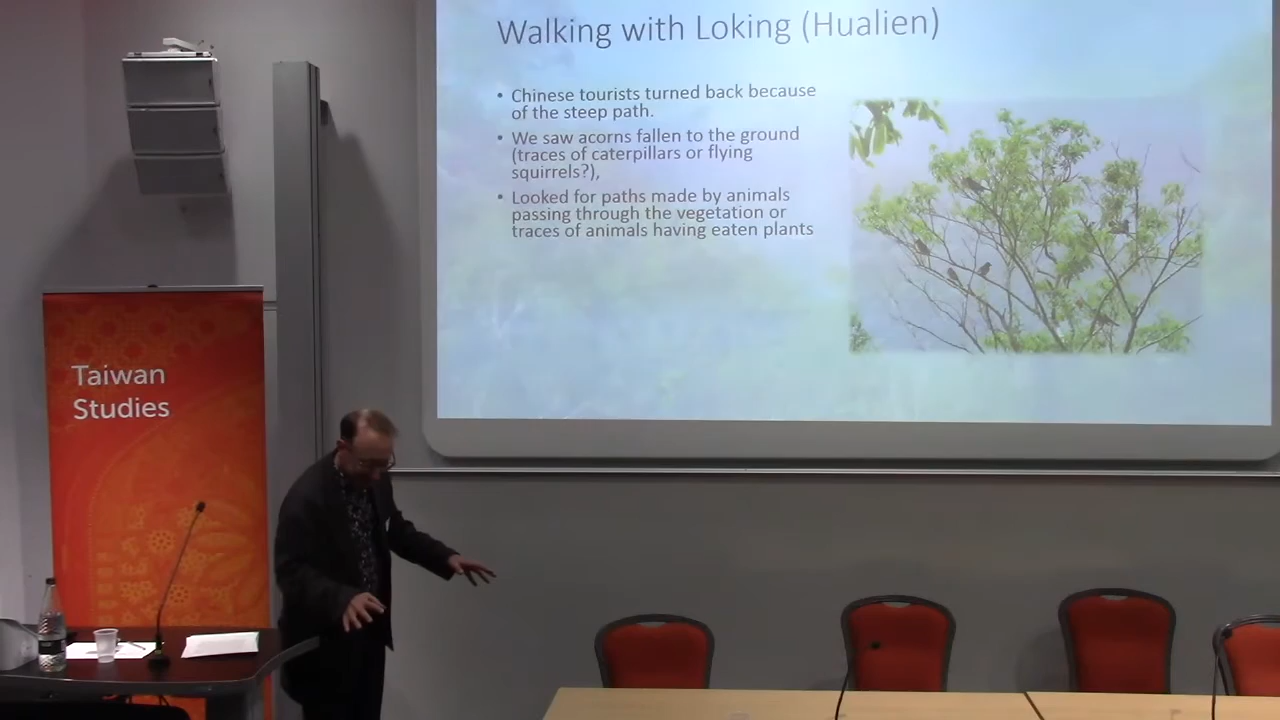 Walking with Loking (Hualien)
• Chinese tourists turned back because
of the steep path.
• We saw acorns fallen to the ground
(traces of caterpillars or flying
squirrels?),
• Looked for paths made by animals
passing through the vegetation or
traces of animals having eaten plants
Taiwan
Studies